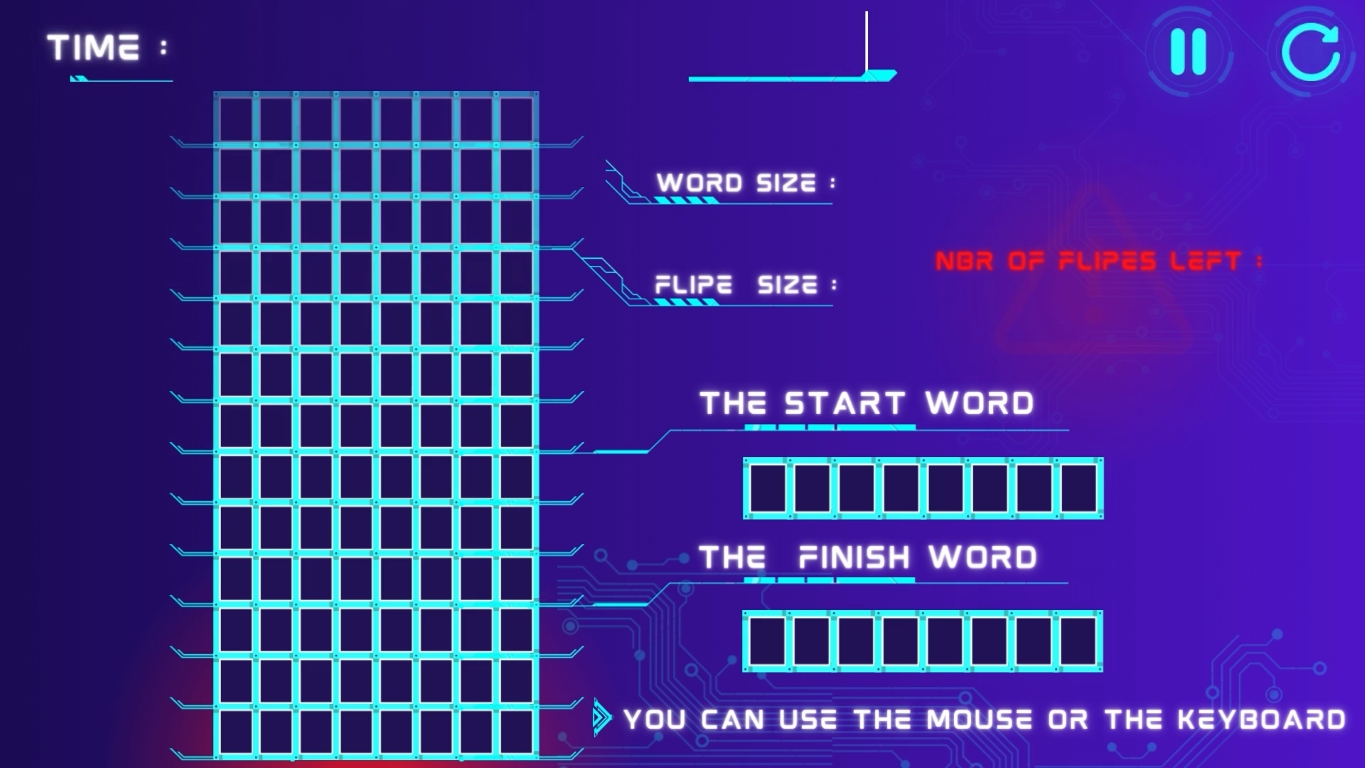 TIME :
WORD SIZE :
NBR OF FLIPES LEFT :
FLIPE SIZE :
THE START WORD
THE FINISH WORD
YOU CAN USE THE MOUSE OR THE KEYBOARD